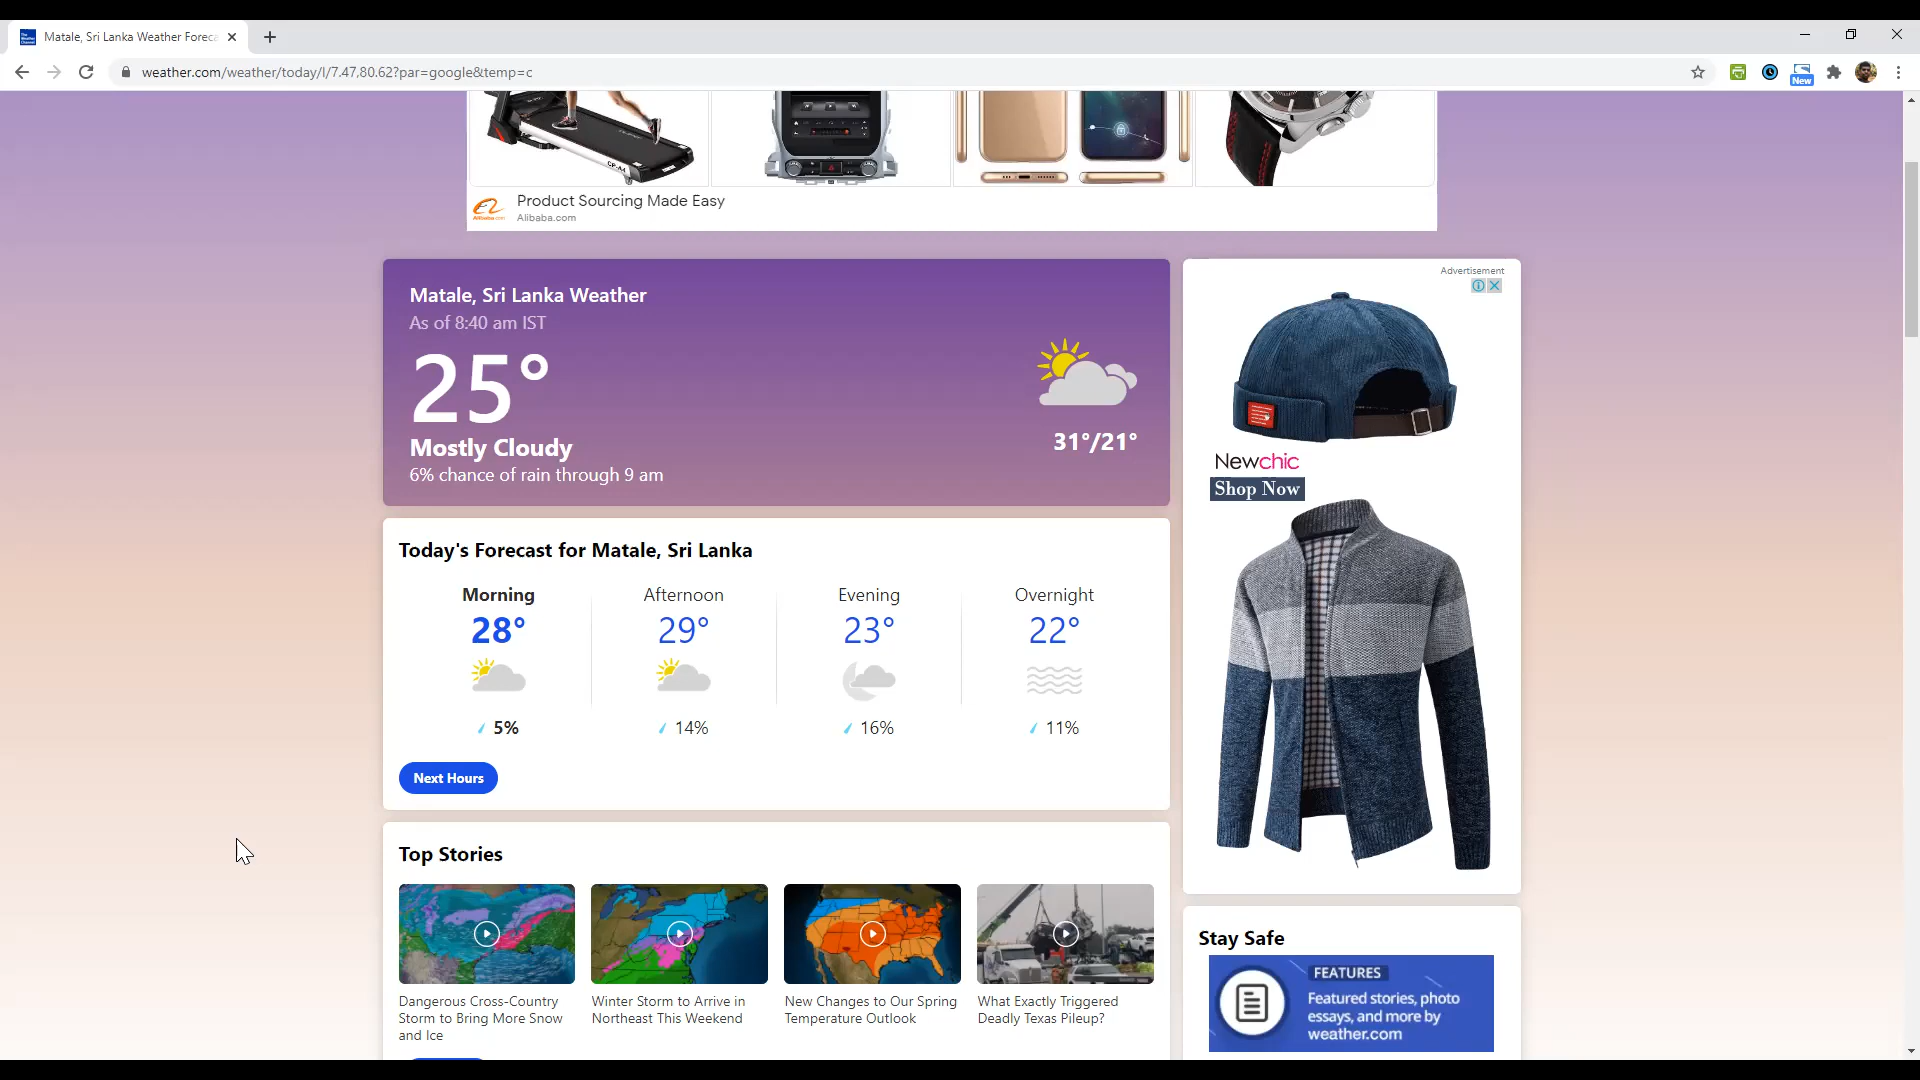 Matale, Sri Lanka Weather Foreca
weather.com/weather/today/l/7.47,80.62?par=google&temp=c
New
CP-A4
Product Sourcing Made Easy
Alibaba.com
Alibaba.com
Matale, Sri Lanka Weather
As of 8:40 am IST
25°
Mostly Cloudy
6% chance of rain through 9 am
31°/21°
Advertisement
Newchic
Shop Now
Today's Forecast for Matale, Sri Lanka
Morning
Afternoon
Evening
Overnight
28°
29°
23°
22°
5%
14%
16%
11%
Next Hours
Top Stories
Dangerous Cross-Country
Storm to Bring More Snow
and Ice
Winter Storm to Arrive in
Northeast This Weekend
New Changes to Our Spring
Temperature Outlook
What Exactly Triggered
Deadly Texas Pileup?
Stay Safe
FEATURES
Featured stories, photo
essays, and more by
weather.com